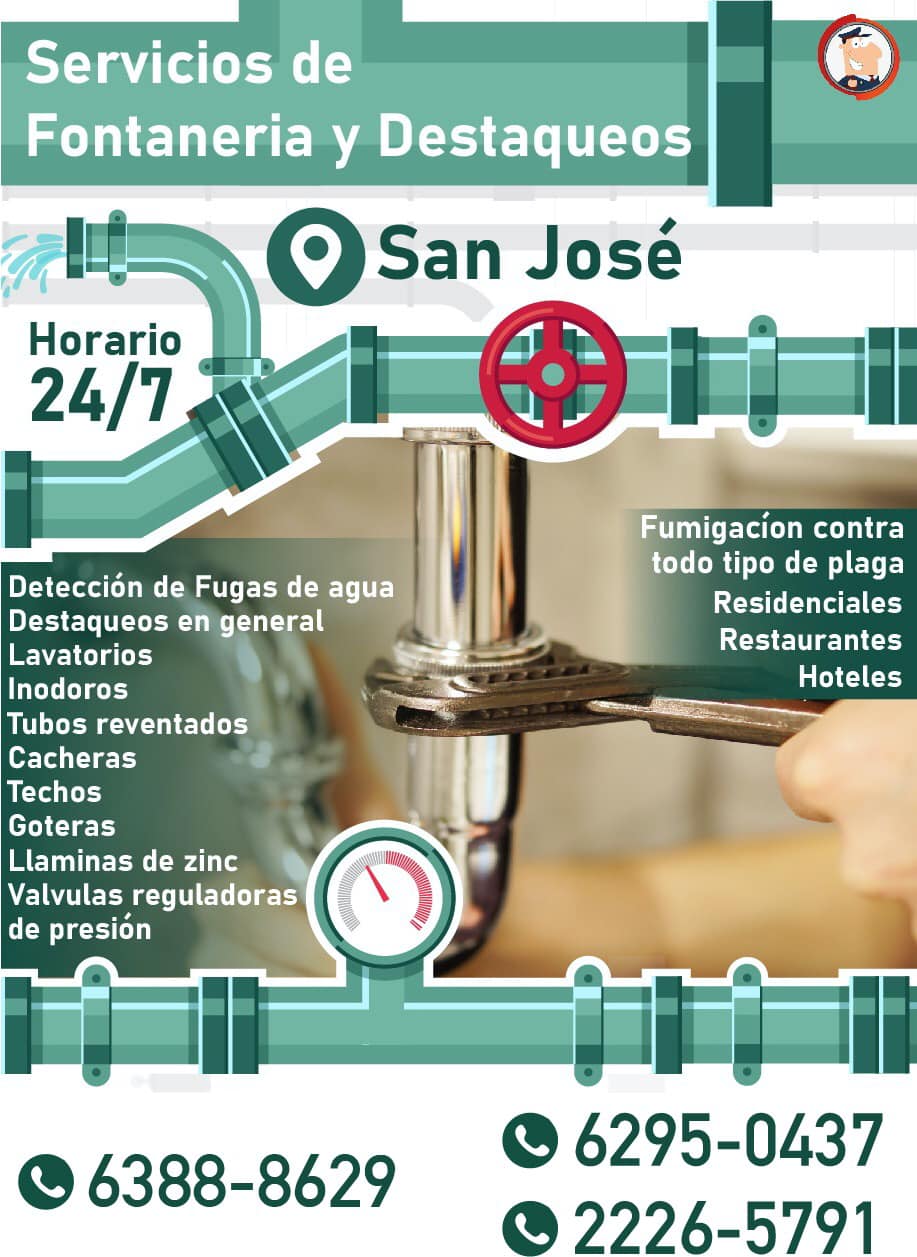 Servicios de
Fontaneria y Destaqueos
San José
Horario
24/7
Fumigacíon contra
todo tipo de plaga
Residenciales
Restaurantes
Hoteles
Detección de Fugas de agua
Destaqueos en general
Lavatorios
Inodoros
Tubos reventados
Cacheras
Techos
Goteras
Llaminas de zinc
Valvulas reguladoras
de presión
6388-8629
6295-0437
2226-5791